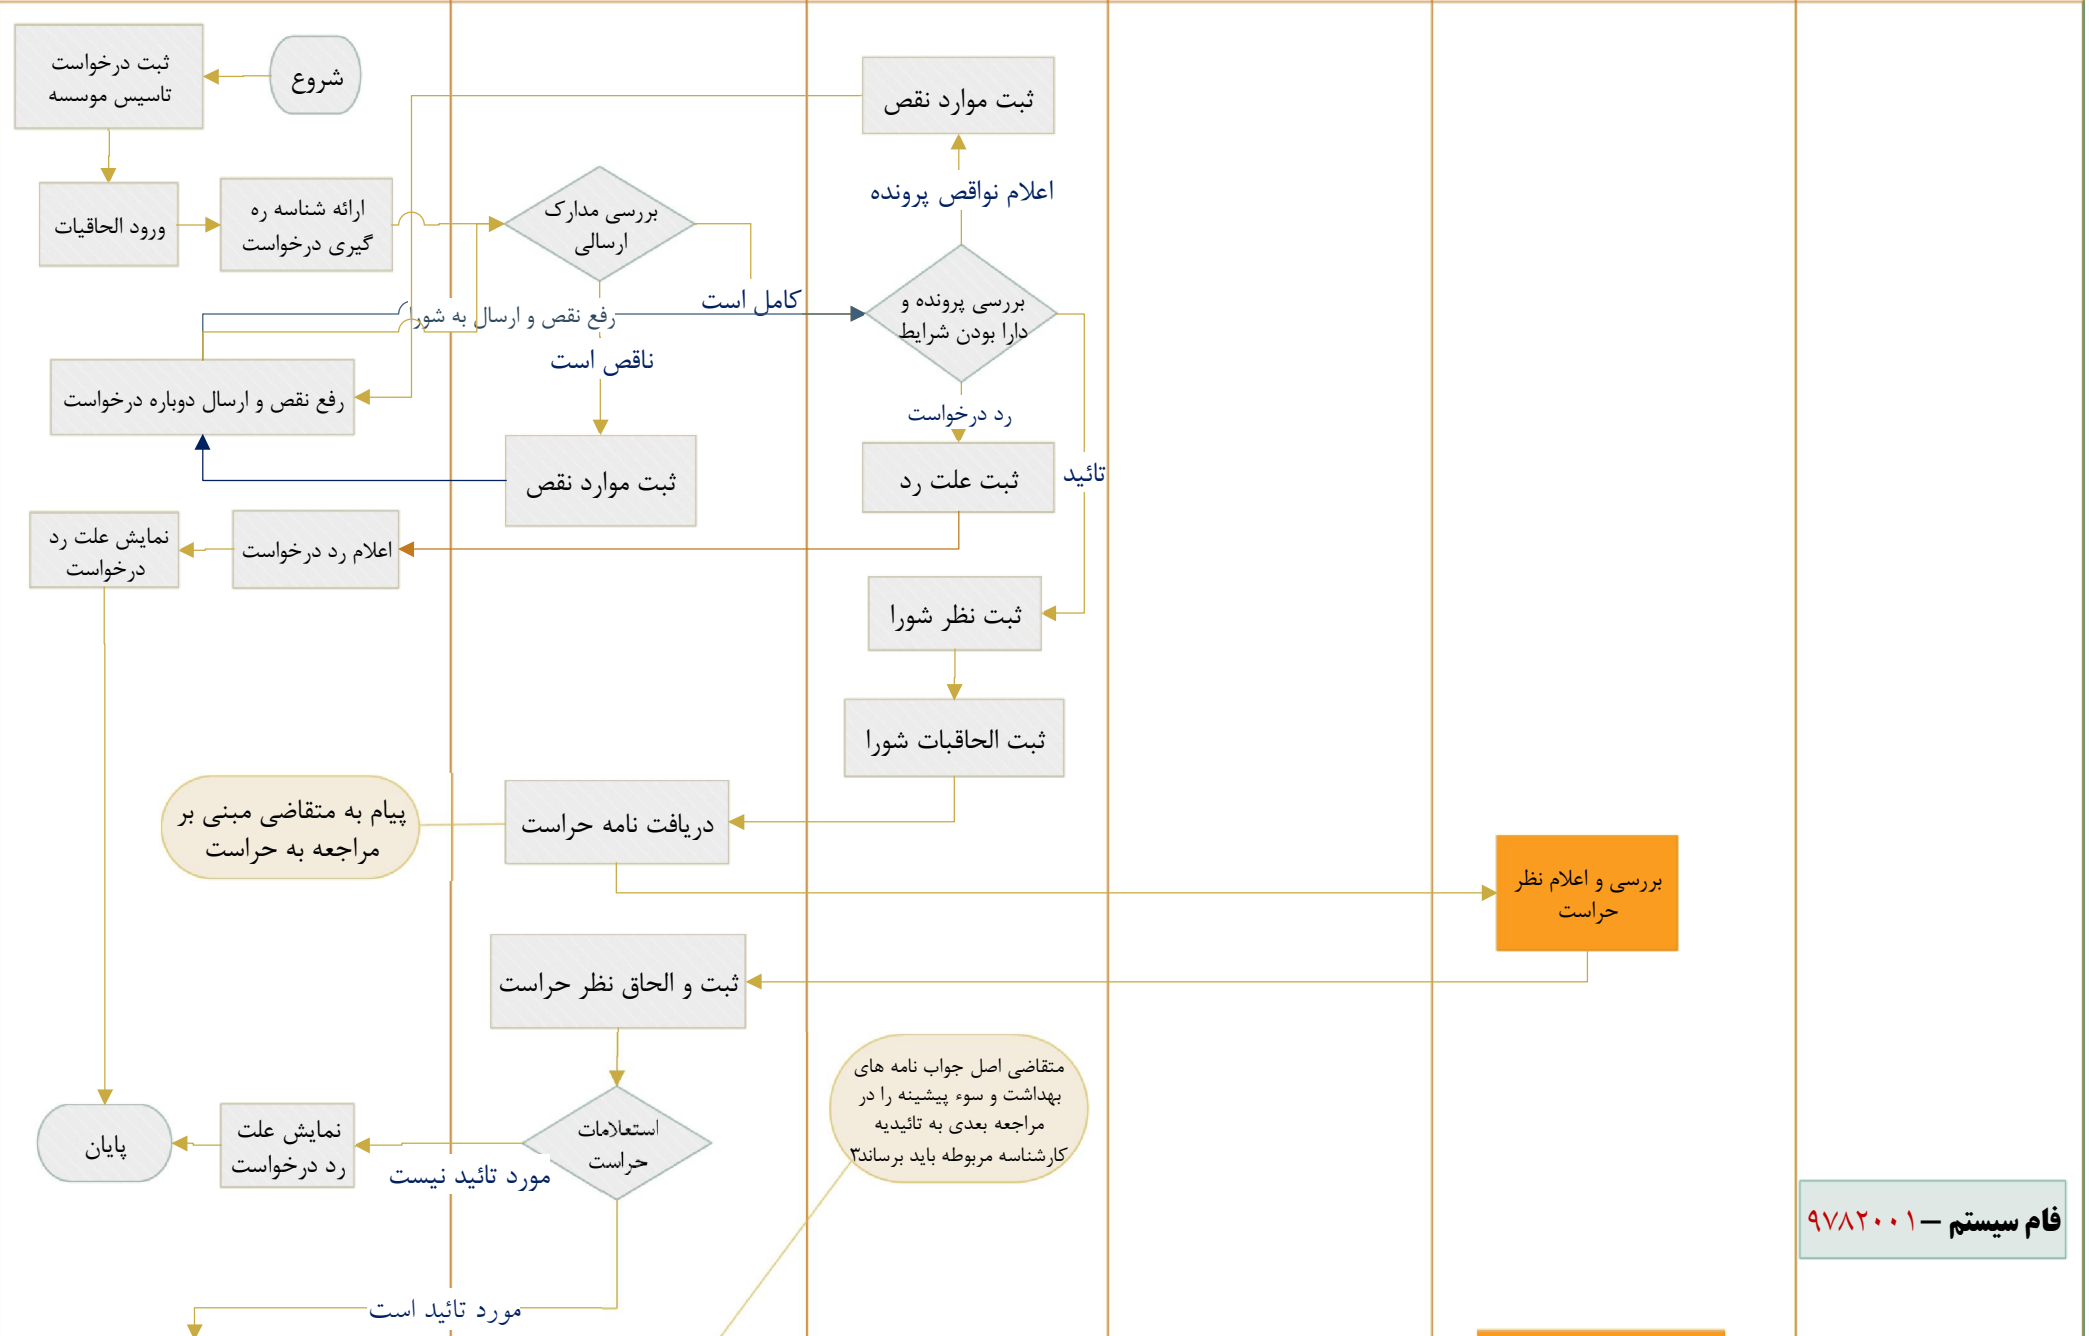 شروع
ثبت درخواست
تاسیس موسسه
ثبت موارد نقص
اعلام نواقص پرونده
ورود الحاقیات
ارائه شناسه ره
گیری درخواست
بررسی مدارک
ارسالی
کامل است
بررسی پرونده و
دارا بودن شرایط
رفع نقص و ارسال به شورا
ناقص است
رفع نقص و ارسال دوباره درخواست
رد درخواست
ثبت موارد نقص
ثبت علت رد
تائید
نمایش علت رد
درخواست
اعلام رد درخواست
ثبت نظر شورا
ثبت الحاقبات شورا
پیام به متقاضی مبنی بر
مراجعه به حراست
دریافت نامه حراست
بررسی و اعلام نظر
حراست
ثبت و الحاق نظر حراست
متقاضی اصل جواب نامه های
بهداشت و سوء پیشینه را در
مراجعه بعدی به تائیدیه
کارشناسه مربوطه باید برساند۳
استعلامات
حراست
مورد تائید نیست
نمایش علت
رد درخواست
پایان
مورد تائید است
فام سیستم – ۹۷۸۲۰۰۱